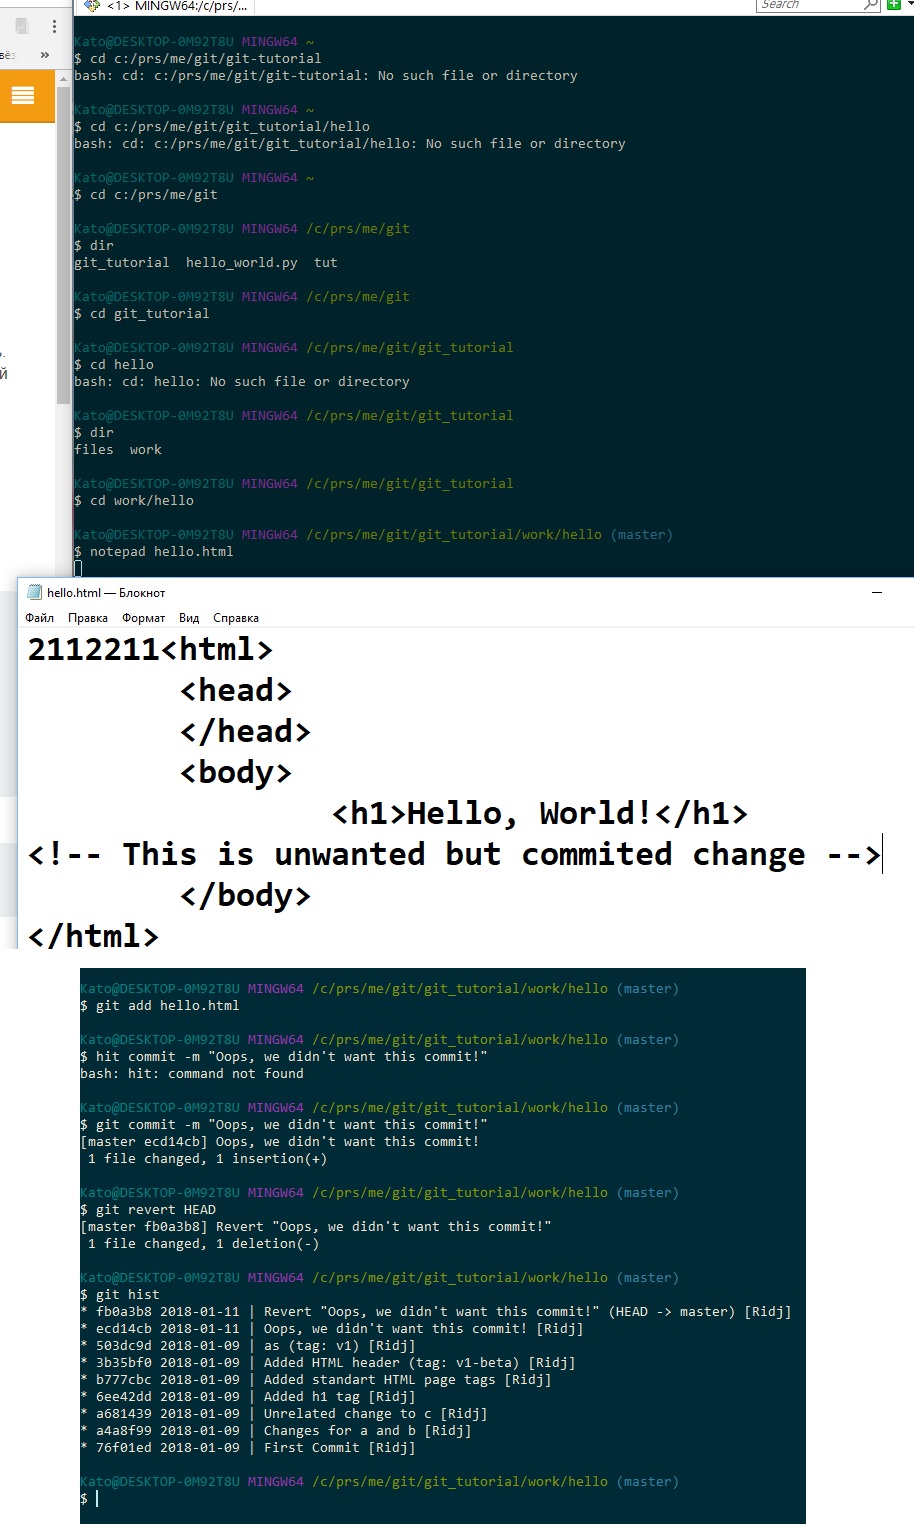 <1> MINGW64:/c/prs/...
Search
Kato@DESKTOP-0M92T8U MINGW64 ~
$ cd c:/prs/me/git/git-tutorial
bash: cd: c:/prs/me/git/git-tutorial: No such file or directory
Kato@DESKTOP-0M92T8U MINGW64 ~
$ cd c:/prs/me/git/git_tutorial/hello
bash: cd: c:/prs/me/git/git_tutorial/hello: No such file or directory
Kato@DESKTOP-0M92T8U MINGW64 ~
$ cd c:/prs/me/git
Kato@DESKTOP-0M92T8U MINGW64 /c/prs/me/git
$ dir
git_tutorial  hello_world.py  tut
Kato@DESKTOP-0M92T8U MINGW64 /c/prs/me/git
$ cd git_tutorial
Kato@DESKTOP-0M92T8U MINGW64 /c/prs/me/git/git_tutorial
$ cd hello
bash: cd: hello: No such file or directory
Kato@DESKTOP-0M92T8U MINGW64 /c/prs/me/git/git_tutorial
$ dir
files  work
Kato@DESKTOP-0M92T8U MINGW64 /c/prs/me/git/git_tutorial
$ cd work/hello
Kato@DESKTOP-0M92T8U MINGW64 /c/prs/me/git/git_tutorial/work/hello (master)
$ notepad hello.html
hello.html — Блокнот
Файл Правка Формат Вид Справка
2112211<html>
<head>
</head>
<body>
<h1>Hello, World!</h1>
<!-- This is unwanted but commited change -->
</body>
</html>
Kato@DESKTOP-0M92T8U MINGW64 /c/prs/me/git/git_tutorial/work/hello (master)
$ git add hello.html
Kato@DESKTOP-0M92T8U MINGW64 /c/prs/me/git/git_tutorial/work/hello (master)
$ hit commit -m "Oops, we didn't want this commit!"
bash: hit: command not found
Kato@DESKTOP-0M92T8U MINGW64 /c/prs/me/git/git_tutorial/work/hello (master)
$ git commit -m "Oops, we didn't want this commit!"
[master ecd14cb] Oops, we didn't want this commit!
1 file changed, 1 insertion(+)
Kato@DESKTOP-0M92T8U MINGW64 /c/prs/me/git/git_tutorial/work/hello (master)
$ git revert HEAD
[master fb0a3b8] Revert "Oops, we didn't want this commit!"
1 file changed, 1 deletion(-)
Kato@DESKTOP-0M92T8U MINGW64 /c/prs/me/git/git_tutorial/work/hello (master)
$ git hist
* fb0a3b8 2018-01-11 | Revert "Oops, we didn't want this commit!" (HEAD -> master) [Ridj]
* ecd14cb 2018-01-11 | Oops, we didn't want this commit! [Ridj]
* 503dc9d 2018-01-09 | as (tag: v1) [Ridj]
* 3b35bf0 2018-01-09 | Added HTML header (tag: v1-beta) [Ridj]
* b777cbc 2018-01-09 | Added standart HTML page tags [Ridj]
* 6ee42dd 2018-01-09 | Added h1 tag [Ridj]
* a681439 2018-01-09 | Unrelated change to c [Ridj]
* a4a8f99 2018-01-09 | Changes for a and b [Ridj]
* 76f01ed 2018-01-09 | First Commit [Ridj]
Kato@DESKTOP-0M92T8U MINGW64 /c/prs/me/git/git_tutorial/work/hello (master)
$